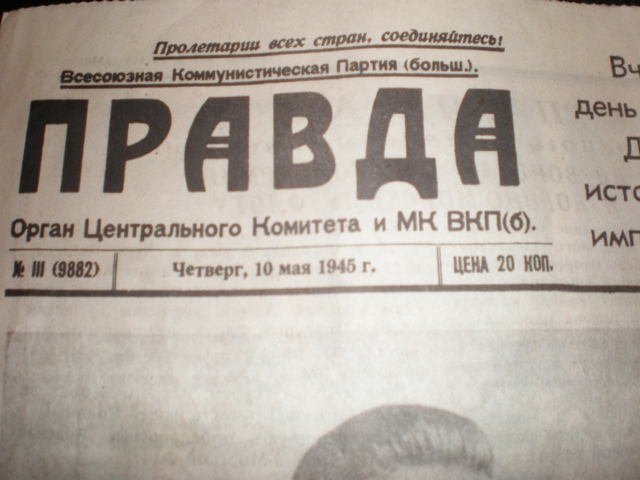 Пролетарии всех стран, соединяйтесь!
Всесоюзная Коммунистическая Партия (больш.).
ПРАВДА
Орган Центрального Комитета и МК ВКП(б).
№ 111 (9882)
Четверг, 10 мая 1945 г.
ЦЕНА 20 КОП.
Вч
день
Д
исто
имп